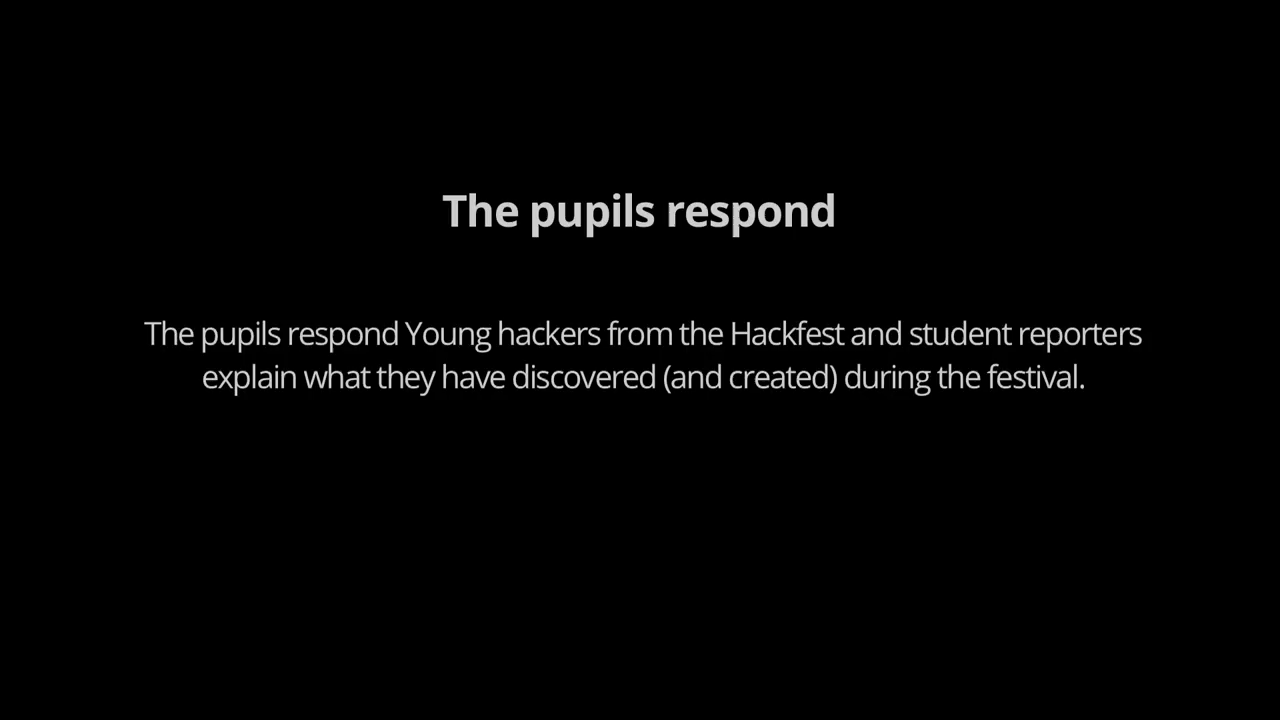 The pupils respond
The pupils respond Young hackers from the Hackfest and student reporters
explain what they have discovered (and created) during the festival.